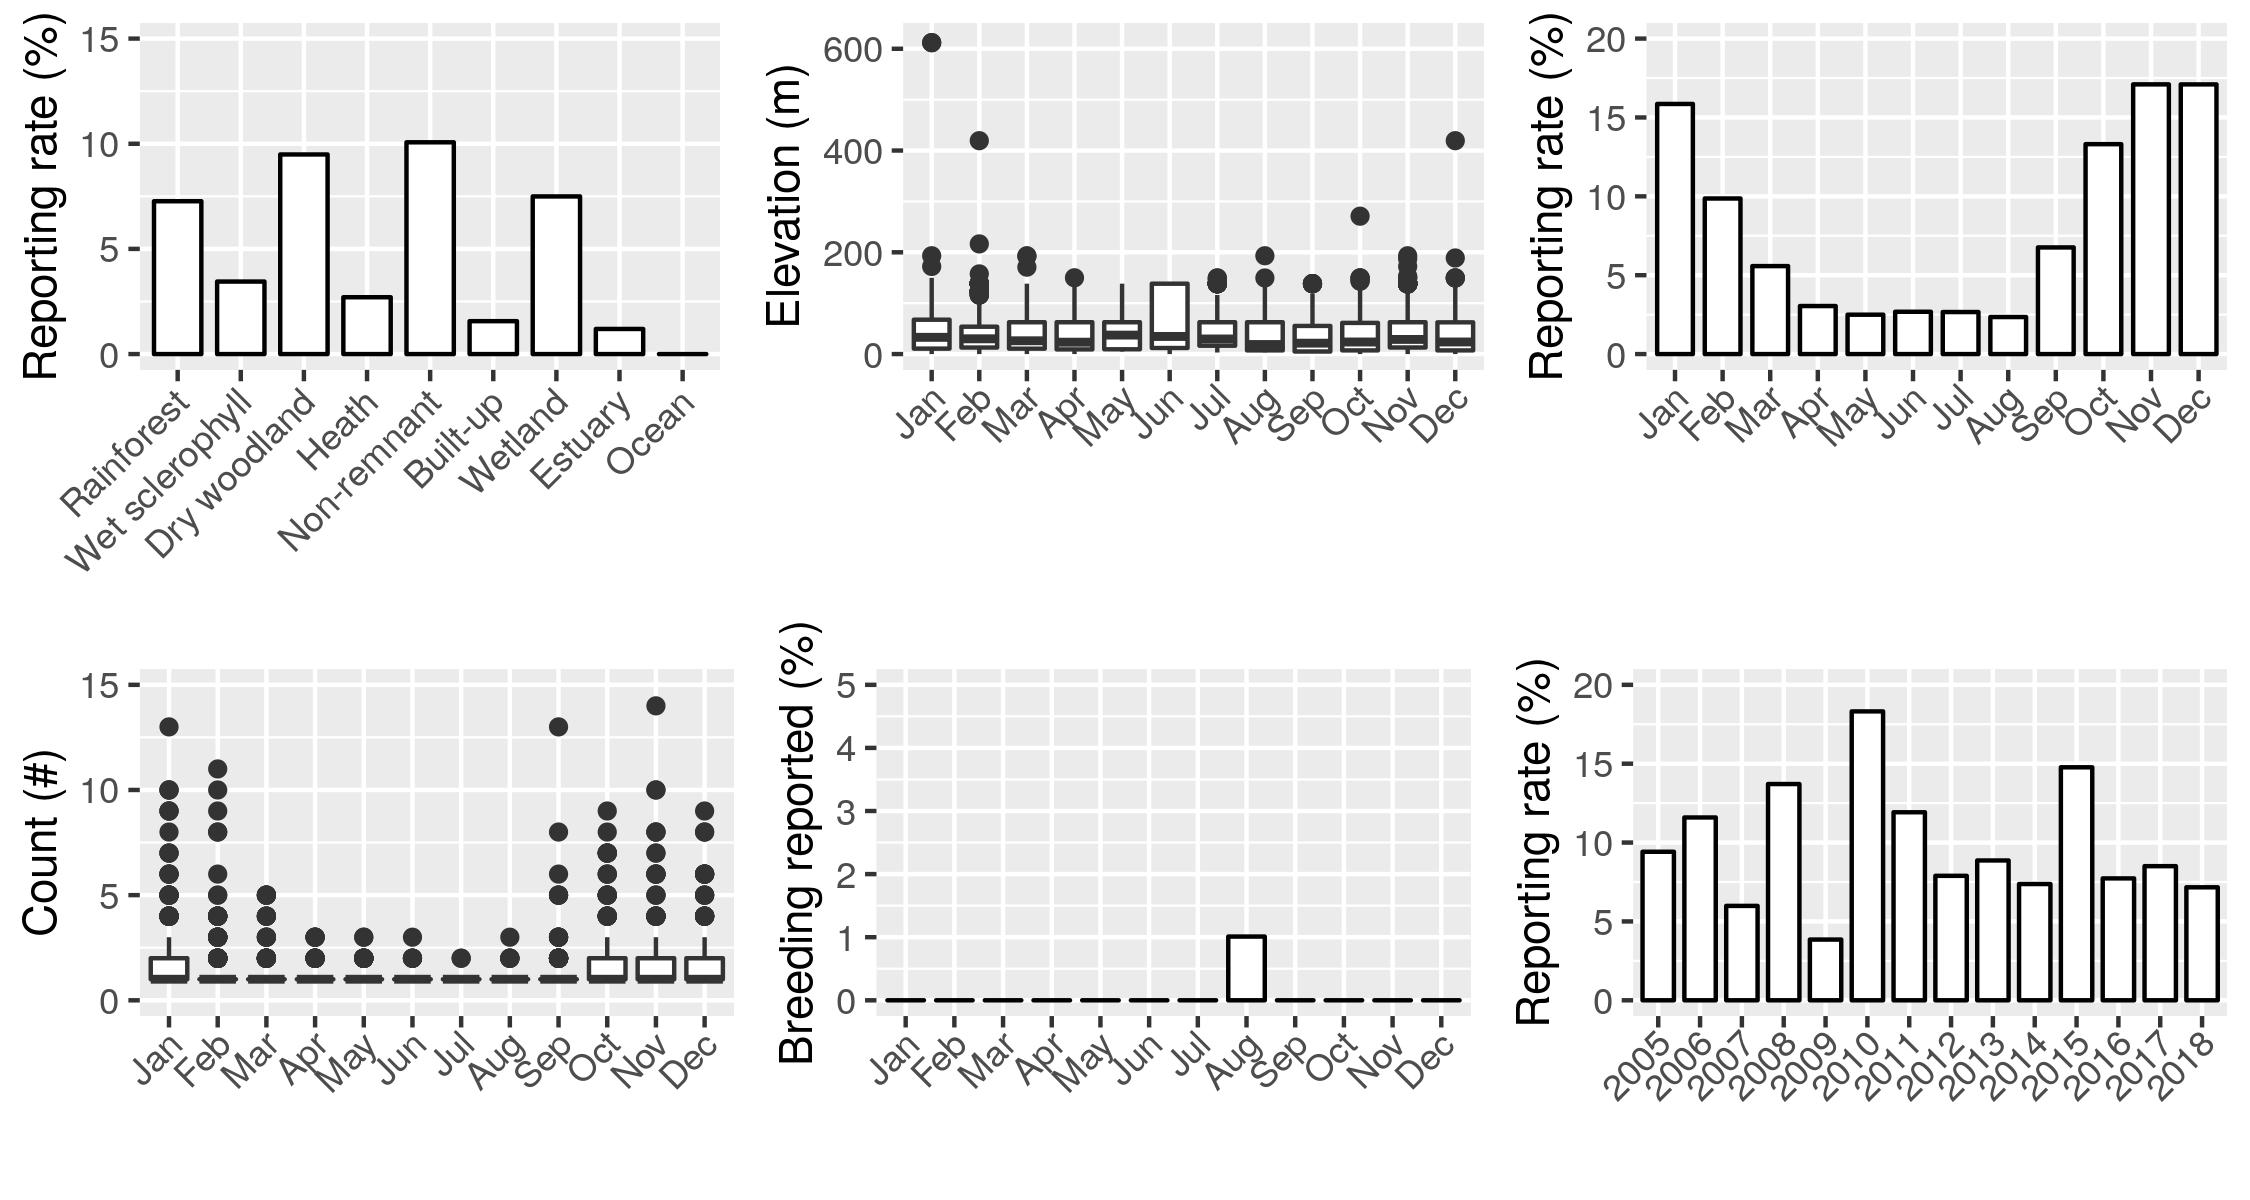 Reporting rate (%)
15
10
5
0
Rainforest
Wet sclerophyll
Dry woodland
Heath
Non-remnant
Built-up
Wetland
Estuary
Ocean
Elevation (m)
600
400
200
0
Jan
Feb
Mar
Apr
May
Jun
Jul
Aug
Sep
Oct
Nov
Dec
Reporting rate (%)
20
15
10
5
0
Jan
Feb
Mar
Apr
May
Jun
Jul
Aug
Sep
Oct
Nov
Dec
Count (#)
15
10
5
0
Jan
Feb
Mar
Apr
May
Jun
Jul
Aug
Sep
Oct
Nov
Dec
Breeding reported (%)
5
4
3
2
1
0
Jan
Feb
Mar
Apr
May
Jun
Jul
Aug
Sep
Oct
Nov
Dec
Reporting rate (%)
20
15
10
5
0
2005
2006
2007
2008
2009
2010
2011
2012
2013
2014
2015
2016
2017
2018